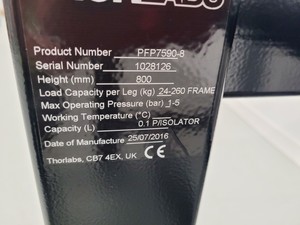 THORLABS
Product Number PFP7590-8
Serial Number 1028126
Height (mm) 800
Load Capacity per Leg (kg) 24-260 FRAME
Max Operating Pressure (bar) 1-5
Working Temperature (°C)
Capacity (L) 0.1 P/ISOLATOR
Date of Manufacture 25/07/2016
Thorlabs, CB7 4EX, UK CE